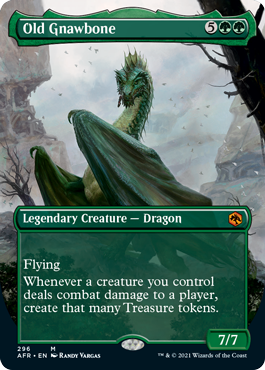 Old Gnawbone 5
Legendary Creature — Dragon
Flying
Whenever a creature you control
deals combat damage to a player,
create that many Treasure tokens.
7/7
296 M
AFR • EN RANDY VARGAS ™ & © 2021 Wizards of the Coast